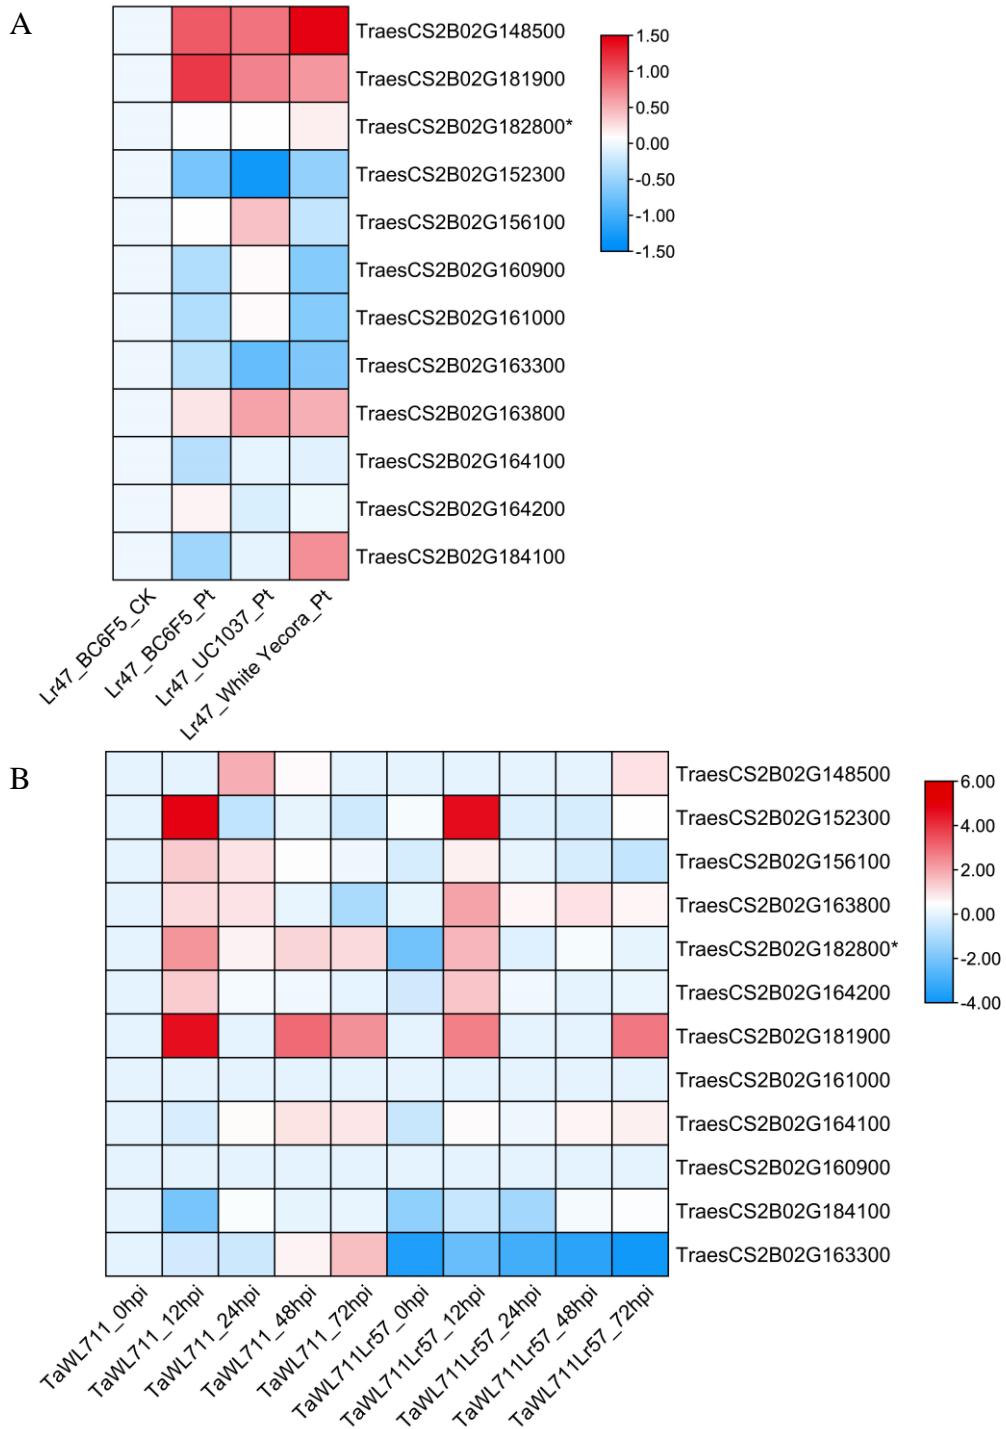 A
TraesCS2B02G148500
TraesCS2B02G181900
TraesCS2B02G182800*
TraesCS2B02G152300
TraesCS2B02G156100
TraesCS2B02G160900
TraesCS2B02G161000
TraesCS2B02G163300
TraesCS2B02G163800
TraesCS2B02G164100
TraesCS2B02G164200
TraesCS2B02G184100
1.50
1.00
0.50
0.00
-0.50
-1.00
-1.50
Lr47_BC6F5_CK
Lr47_BC6F5_Pt
Lr47_UC1037_Pt
Lr47_White Yecora_Pt
B
TraesCS2B02G148500
TraesCS2B02G152300
TraesCS2B02G156100
TraesCS2B02G163800
TraesCS2B02G182800*
TraesCS2B02G164200
TraesCS2B02G181900
TraesCS2B02G161000
TraesCS2B02G164100
TraesCS2B02G160900
TraesCS2B02G184100
TraesCS2B02G163300
6.00
4.00
2.00
0.00
-2.00
-4.00
TaWL711_0hpi
TaWL711_12hpi
TaWL711_24hpi
TaWL711_48hpi
TaWL711_72hpi
TaWL711Lr57_0hpi
TaWL711Lr57_12hpi
TaWL711Lr57_24hpi
TaWL711Lr57_48hpi
TaWL711Lr57_72hpi